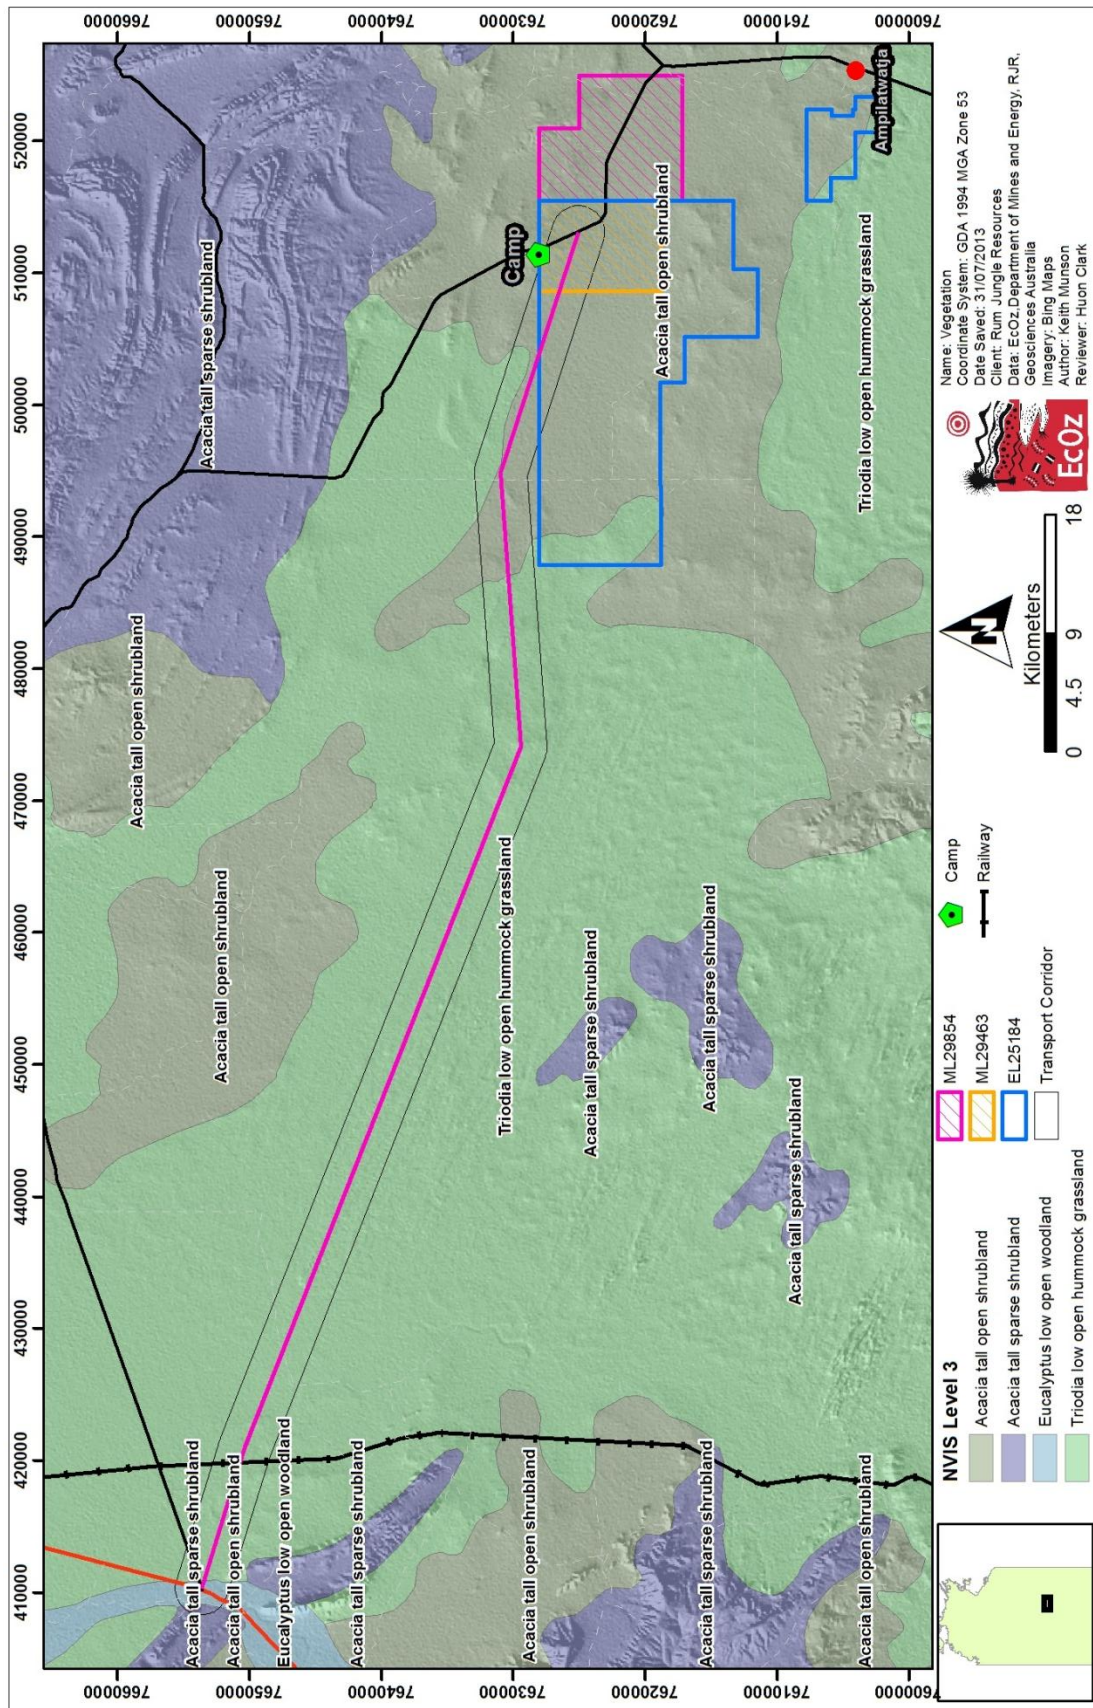 410000
420000
430000
440000
450000
460000
470000
480000
490000
500000
510000
520000
7660000
7650000
7640000
7630000
7620000
7610000
7600000
7660000
7650000
7640000
7630000
7620000
7610000
7600000
Acacia tall open shrubland
Acacia tall sparse shrubland
Acacia tall open shrubland
Camp
Acacia tall sparse shrubland
Acacia tall open shrubland
Eucalyptus low open woodland
Acacia tall sparse shrubland
Triodia low open hummock grassland
Acacia tall open shrubland
Acacia tall sparse shrubland
Acacia tall open shrubland
Acacia tall sparse shrubland
Acacia tall sparse shrubland
Acacia tall sparse shrubland
Triodia low open hummock grassland
Ampilatwatja
Acacia tall open shrubland
NVIS Level 3
Acacia tall open shrubland
Acacia tall sparse shrubland
Eucalyptus low open woodland
Triodia low open hummock grassland
ML29854
ML29463
EL25184
Transport Corridor
Camp
Railway
N
Kilometers
0 4.5 9 18
EcOz
Name: Vegetation
Coordinate System: GDA 1994 MGA Zone 53
Date Saved: 31/07/2013
Client: Rum Jungle Resources
Data: EcOz,Department of Mines and Energy, RJR,
Geosciences Australia
Imagery: Bing Maps
Author: Keith Munson
Reviewer: Huon Clark